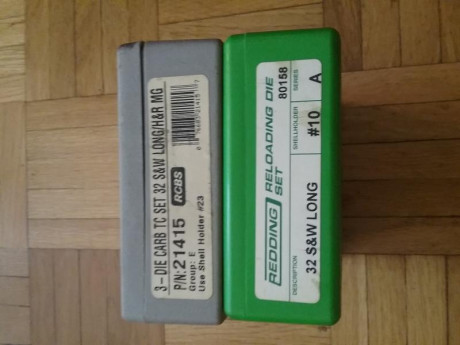 3-DIE CARB TC SET 32 S&W LONG/H&R MG
P/N:21415 RCBS
Group: E
Use Shell Holder #23
REDDING RELOADING DIE SET 80158
DESCRIPTION SHELLHOLDER SERIES
32 S&W LONG #10 A